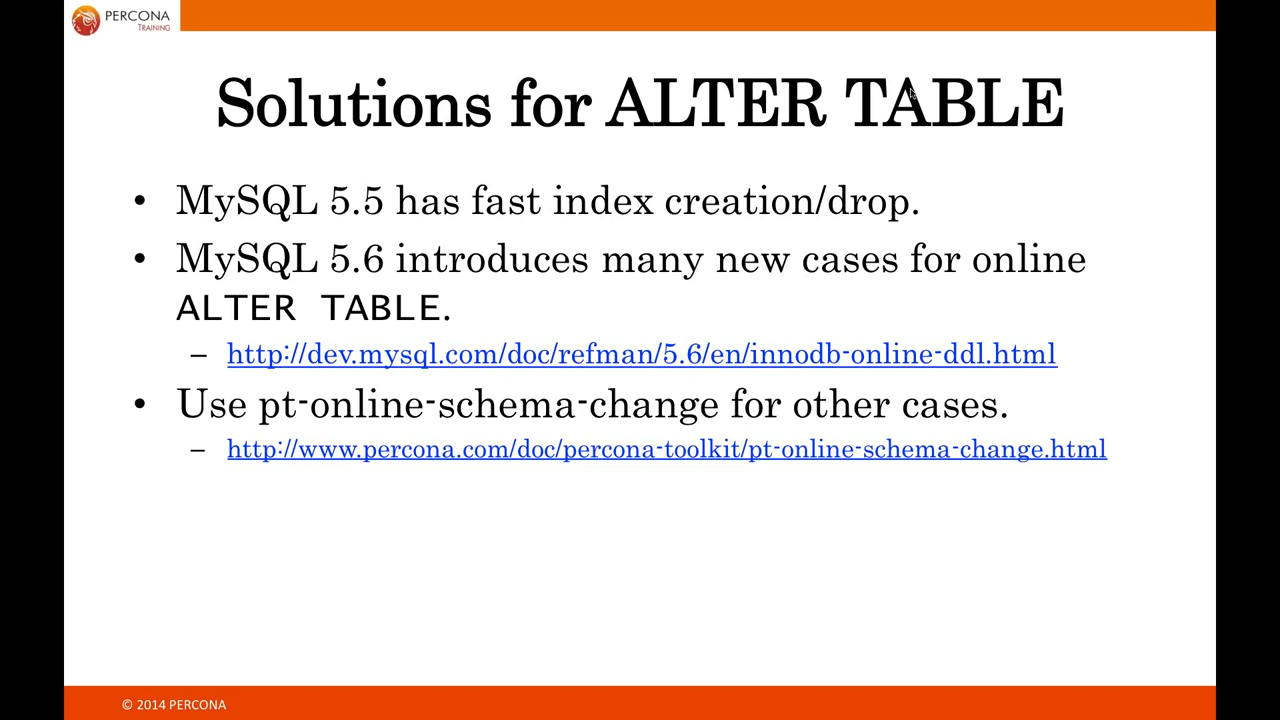 PERCONA
TRAINING
Solutions for ALTER TABLE
• MySQL 5.5 has fast index creation/drop.
• MySQL 5.6 introduces many new cases for online
ALTER TABLE.
– http://dev.mysql.com/doc/refman/5.6/en/innodb-online-ddl.html
• Use pt-online-schema-change for other cases.
– http://www.percona.com/doc/percona-toolkit/pt-online-schema-change.html
© 2014 PERCONA